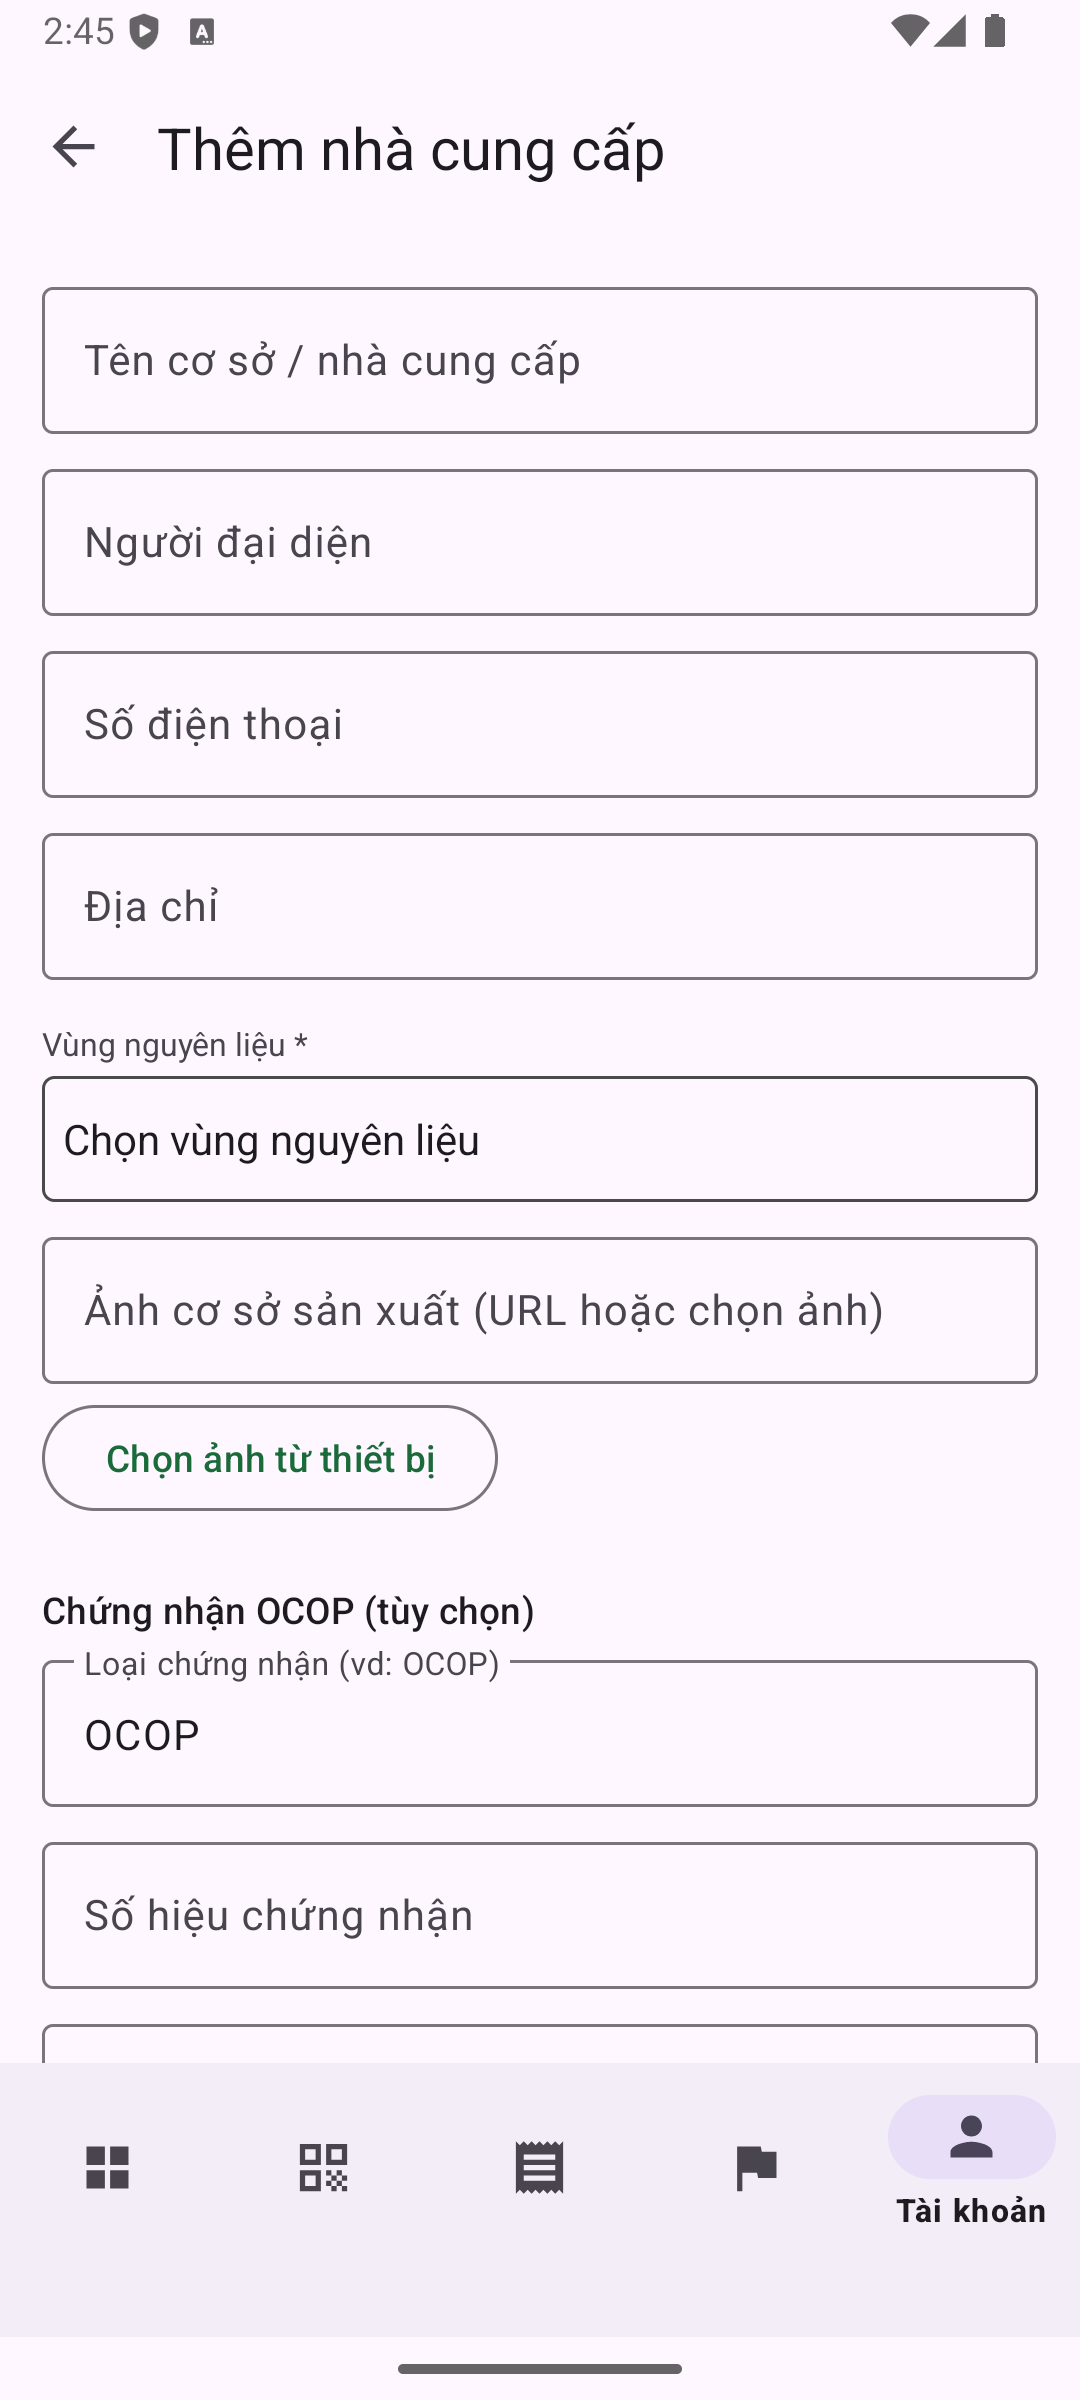 2:45
Thêm nhà cung cấp
Tên cơ sở / nhà cung cấp
Người đại diện
Số điện thoại
Địa chỉ
Vùng nguyên liệu *
Chọn vùng nguyên liệu
Ảnh cơ sở sản xuất (URL hoặc chọn ảnh)
Chọn ảnh từ thiết bị
Chứng nhận OCOP (tùy chọn)
Loại chứng nhận (vd: OCOP)
OCOP
Số hiệu chứng nhận
Tài khoản